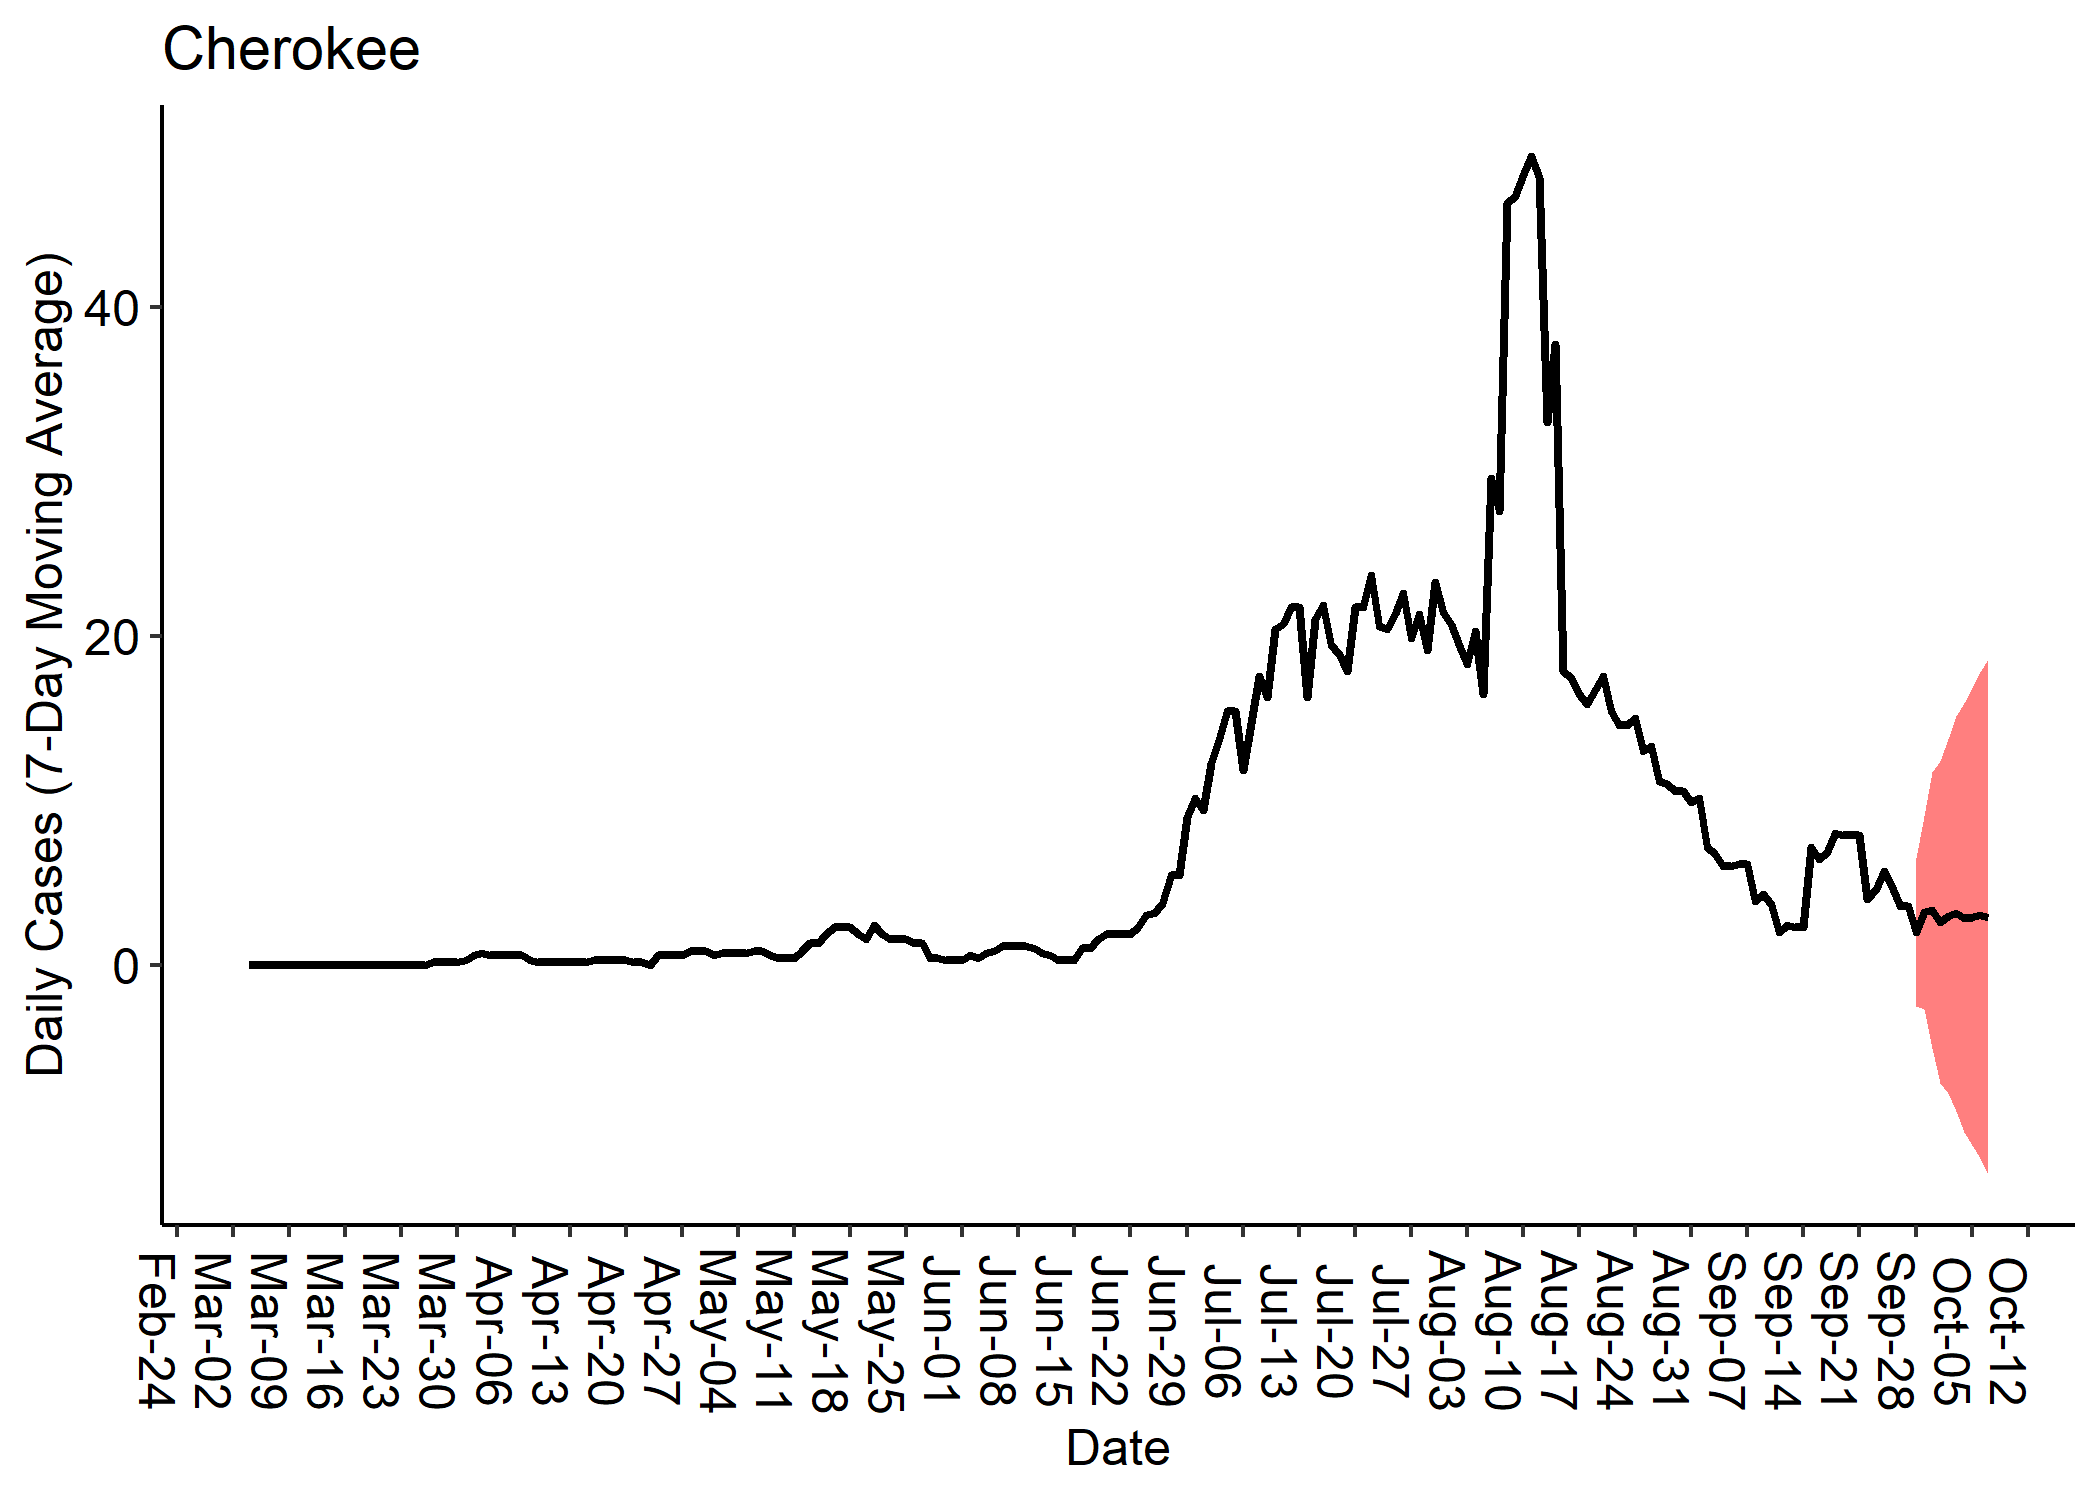 Cherokee
Daily Cases (7-Day Moving Average)
40
20
0
Feb-24
Mar-02
Mar-09
Mar-16
Mar-23
Mar-30
Apr-06
Apr-13
Apr-20
Apr-27
May-04
May-11
May-18
May-25
Jun-01
Jun-08
Jun-15
Jun-22
Jun-29
Jul-06
Jul-13
Jul-20
Jul-27
Aug-03
Aug-10
Aug-17
Aug-24
Aug-31
Sep-07
Sep-14
Sep-21
Sep-28
Oct-05
Oct-12
Date